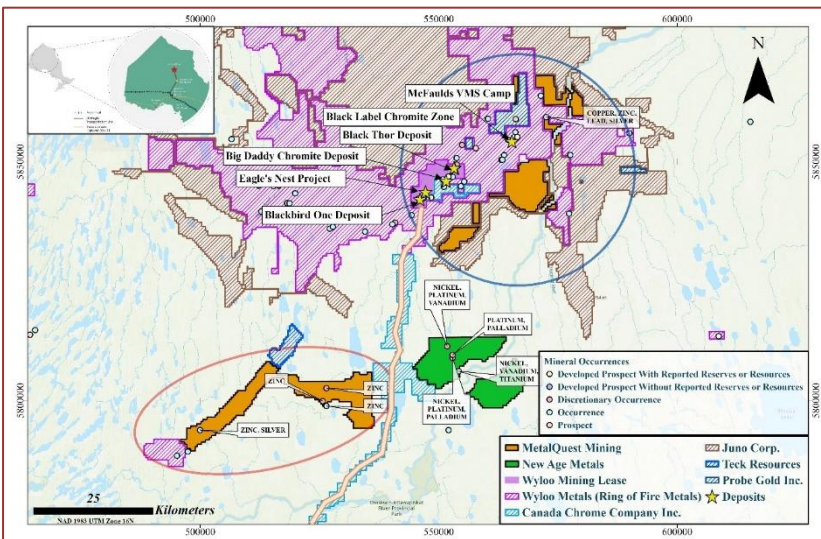 500000
550000
600000
N
McFaulds VMS Camp
Black Label Chromite Zone
Black Thor Deposit
Big Daddy Chromite Deposit
Eagle's Nest Project
Blackbird One Deposit
COPPER, ZINC,
LEAD, SILVER
5850000
5850000
NICKEL,
PLATINUM,
VANADIUM
PLATINUM,
PALLADIUM
NICKEL,
VANADIUM,
TITANIUM
NICKEL,
PLATINUM,
PALLADIUM
ZINC
ZINC
ZINC
ZINC, SILVER
5800000
5800000
Mineral Occurrences
Developed Prospect With Reported Reserves or Resources
Developed Prospect Without Reported Reserves or Resources
Discretionary Occurrence
Occurrence
Prospect
MetalQuest Mining
New Age Metals
Wyloo Mining Lease
Wyloo Metals (Ring of Fire Metals)
Canada Chrome Company Inc.
Juno Corp.
Teck Resources
Probe Gold Inc.
Deposits
25
Kilometers
NAD 1983 UTM Zone 16N
River Provincial
Park
500000
550000
600000